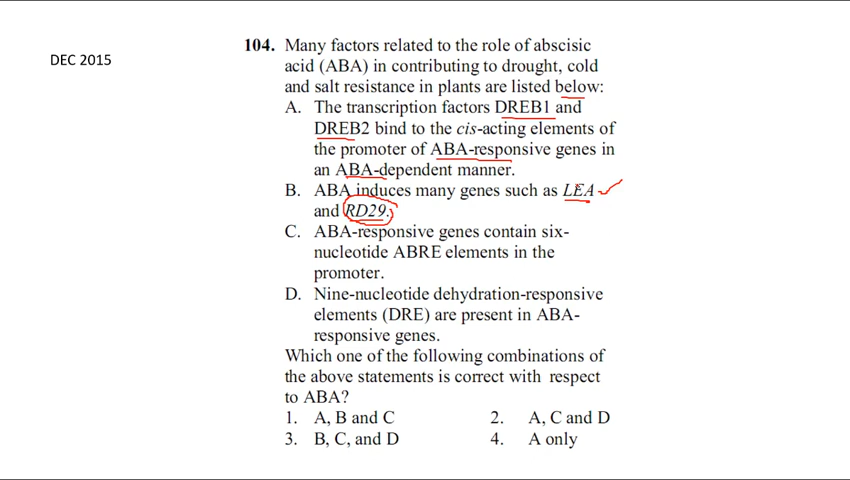 DEC 2015
104. Many factors related to the role of abscisic
acid (ABA) in contributing to drought, cold
and salt resistance in plants are listed below:
A. The transcription factors DREB1 and
DREB2 bind to the cis-acting elements of
the promoter of ABA-responsive genes in
an ABA-dependent manner.
B. ABA induces many genes such as LEA
and RD29.
C. ABA-responsive genes contain six-
nucleotide ABRE elements in the
promoter.
D. Nine-nucleotide dehydration-responsive
elements (DRE) are present in ABA-
responsive genes.
Which one of the following combinations of
the above statements is correct with respect
to ABA?
1. A, B and C 2. A, C and D
3. B, C, and D 4. A only